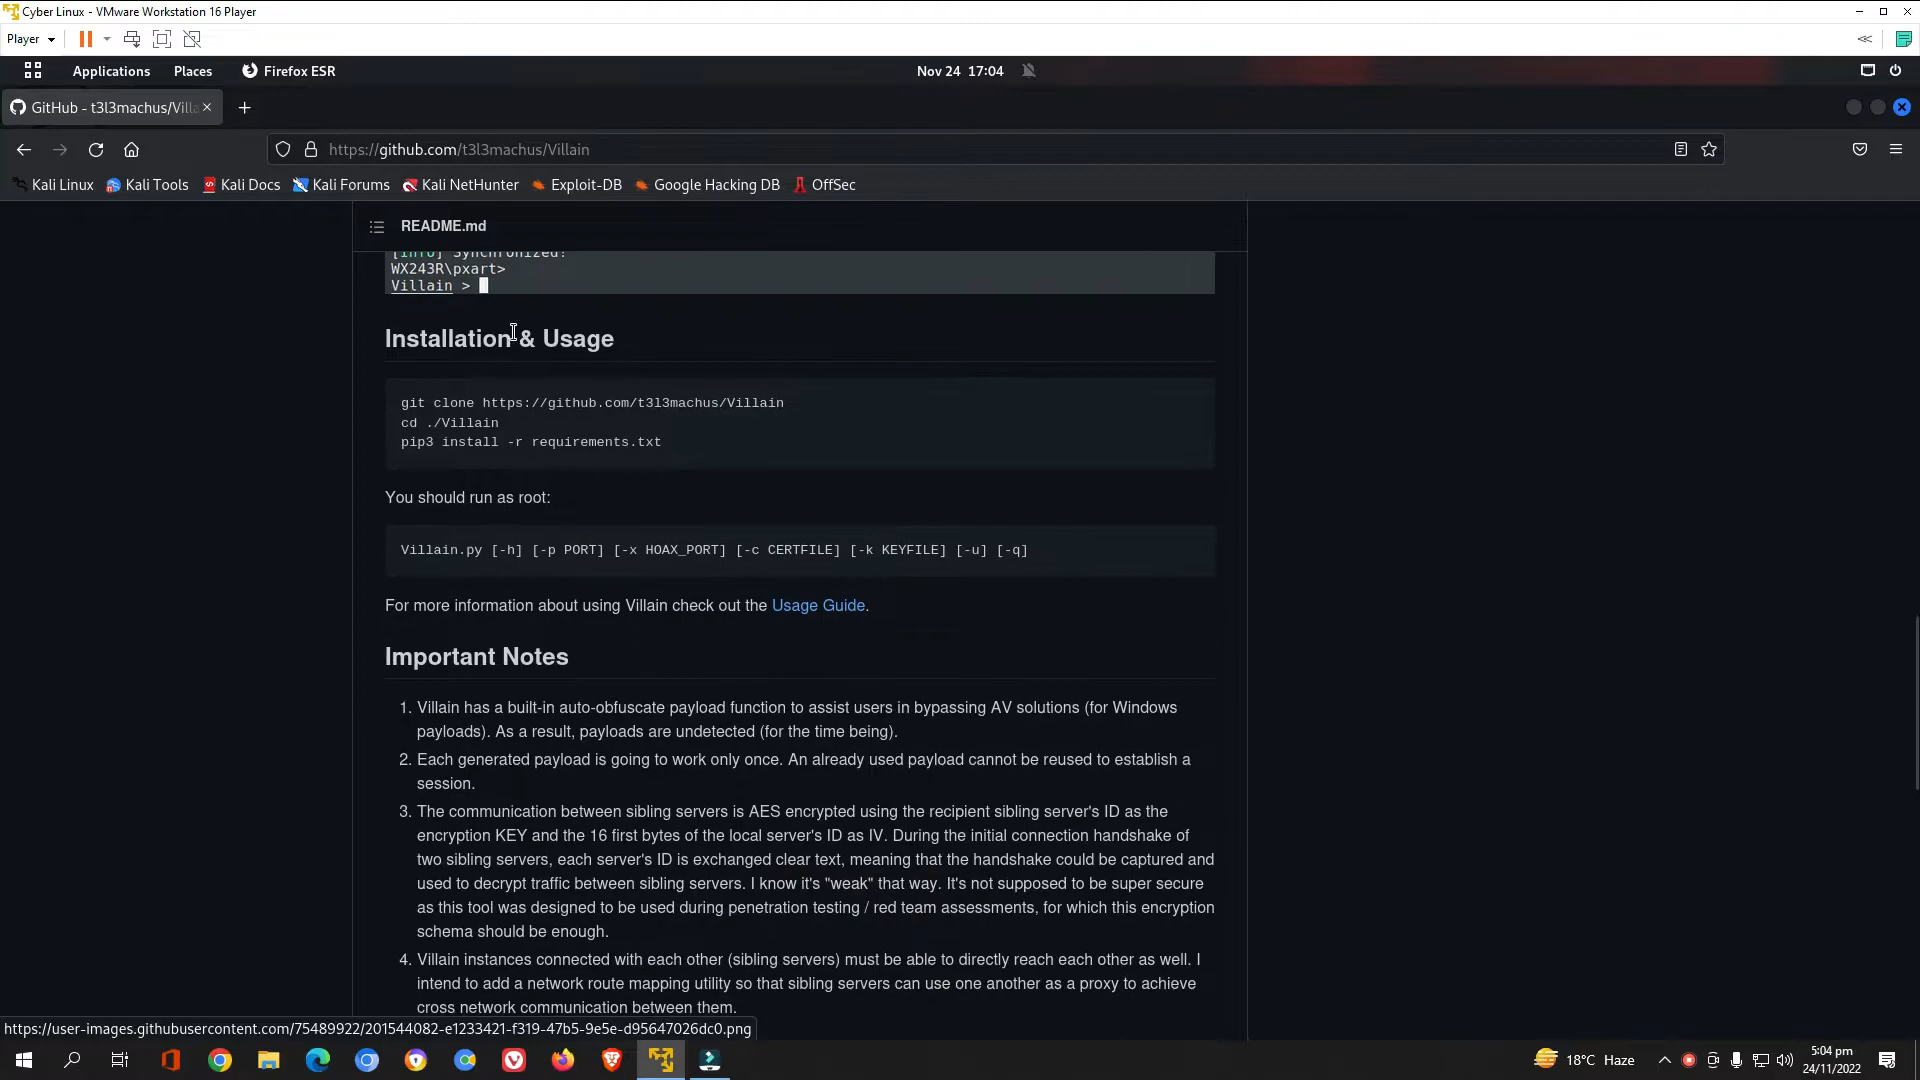 Cyber Linux - VMware Workstation 16 Player
Player
Applications Places Firefox ESR Nov 24 17:04
GitHub - t3l3machus/Villa
https://github.com/t3l3machus/Villain
Kali Linux Kali Tools Kali Docs Kali Forums Kali NetHunter Exploit-DB Google Hacking DB OffSec
README.md
[info] Synchronized!
WX243R\pxart>
Villain >
Installation & Usage
git clone https://github.com/t3l3machus/Villain
cd ./Villain
pip3 install -r requirements.txt
You should run as root:
Villain.py [-h] [-p PORT] [-x HOAX_PORT] [-c CERTFILE] [-k KEYFILE] [-u] [-q]
For more information about using Villain check out the Usage Guide.
Important Notes
1. Villain has a built-in auto-obfuscate payload function to assist users in bypassing AV solutions (for Windows
payloads). As a result, payloads are undetected (for the time being).
2. Each generated payload is going to work only once. An already used payload cannot be reused to establish a
session.
3. The communication between sibling servers is AES encrypted using the recipient sibling server's ID as the
encryption KEY and the 16 first bytes of the local server's ID as IV. During the initial connection handshake of
two sibling servers, each server's ID is exchanged clear text, meaning that the handshake could be captured and
used to decrypt traffic between sibling servers. I know it's "weak" that way. It's not supposed to be super secure
as this tool was designed to be used during penetration testing / red team assessments, for which this encryption
schema should be enough.
4. Villain instances connected with each other (sibling servers) must be able to directly reach each other as well. I
intend to add a network route mapping utility so that sibling servers can use one another as a proxy to achieve
cross network communication between them.
https://user-images.githubusercontent.com/75489922/201544082-e1233421-f319-47b5-9e5e-d95647026dc0.png
18°C Haze
5:04 pm
24/11/2022